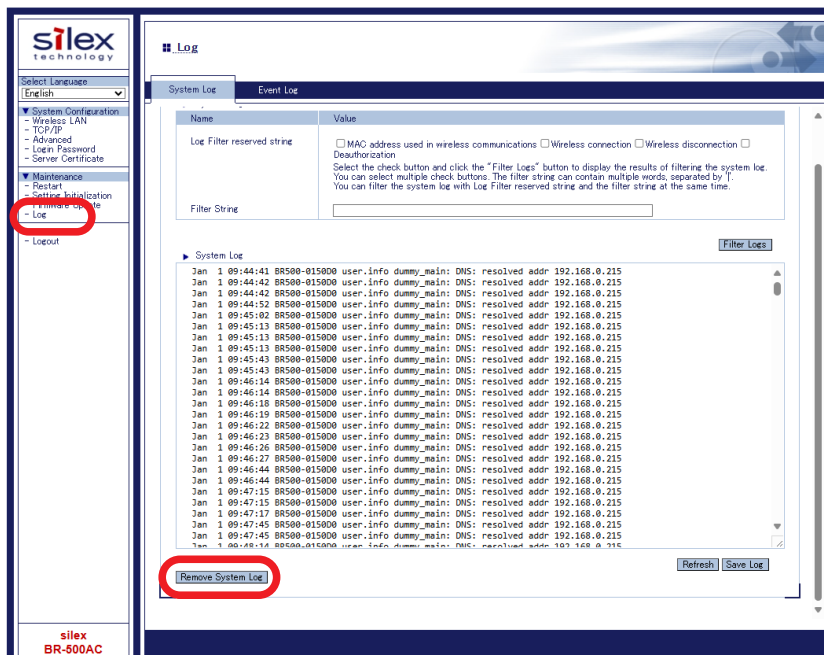 silex
technology
Select Language
English
▼ System Configuration
- Wireless LAN
- TCP/IP
- Advanced
- Login Password
- Server Certificate
▼ Maintenance
- Restart
- Setting Initialization
- Firmware Update
- Log
- Logout
silex
BR-500AC
Log
System Log Event Log
Name Value
Log Filter reserved string
MAC address used in wireless communications Wireless connection Wireless disconnection
Deauthorization
Select the check button and click the "Filter Logs" button to display the results of filtering the system log.
You can select multiple check buttons. The filter string can contain multiple words, separated by '|'.
You can filter the system log with Log Filter reserved string and the filter string at the same time.
Filter String
Filter Logs
▶ System Log
Jan 1 09:44:41 BR500-0150D0 user.info dummy_main: DNS: resolved addr 192.168.0.215
Jan 1 09:44:42 BR500-0150D0 user.info dummy_main: DNS: resolved addr 192.168.0.215
Jan 1 09:44:42 BR500-0150D0 user.info dummy_main: DNS: resolved addr 192.168.0.215
Jan 1 09:44:52 BR500-0150D0 user.info dummy_main: DNS: resolved addr 192.168.0.215
Jan 1 09:45:02 BR500-0150D0 user.info dummy_main: DNS: resolved addr 192.168.0.215
Jan 1 09:45:13 BR500-0150D0 user.info dummy_main: DNS: resolved addr 192.168.0.215
Jan 1 09:45:13 BR500-0150D0 user.info dummy_main: DNS: resolved addr 192.168.0.215
Jan 1 09:45:13 BR500-0150D0 user.info dummy_main: DNS: resolved addr 192.168.0.215
Jan 1 09:45:43 BR500-0150D0 user.info dummy_main: DNS: resolved addr 192.168.0.215
Jan 1 09:45:43 BR500-0150D0 user.info dummy_main: DNS: resolved addr 192.168.0.215
Jan 1 09:46:14 BR500-0150D0 user.info dummy_main: DNS: resolved addr 192.168.0.215
Jan 1 09:46:14 BR500-0150D0 user.info dummy_main: DNS: resolved addr 192.168.0.215
Jan 1 09:46:18 BR500-0150D0 user.info dummy_main: DNS: resolved addr 192.168.0.215
Jan 1 09:46:19 BR500-0150D0 user.info dummy_main: DNS: resolved addr 192.168.0.215
Jan 1 09:46:22 BR500-0150D0 user.info dummy_main: DNS: resolved addr 192.168.0.215
Jan 1 09:46:23 BR500-0150D0 user.info dummy_main: DNS: resolved addr 192.168.0.215
Jan 1 09:46:26 BR500-0150D0 user.info dummy_main: DNS: resolved addr 192.168.0.215
Jan 1 09:46:27 BR500-0150D0 user.info dummy_main: DNS: resolved addr 192.168.0.215
Jan 1 09:46:44 BR500-0150D0 user.info dummy_main: DNS: resolved addr 192.168.0.215
Jan 1 09:46:44 BR500-0150D0 user.info dummy_main: DNS: resolved addr 192.168.0.215
Jan 1 09:47:15 BR500-0150D0 user.info dummy_main: DNS: resolved addr 192.168.0.215
Jan 1 09:47:15 BR500-0150D0 user.info dummy_main: DNS: resolved addr 192.168.0.215
Jan 1 09:47:17 BR500-0150D0 user.info dummy_main: DNS: resolved addr 192.168.0.215
Jan 1 09:47:45 BR500-0150D0 user.info dummy_main: DNS: resolved addr 192.168.0.215
Jan 1 09:47:45 BR500-0150D0 user.info dummy_main: DNS: resolved addr 192.168.0.215
Jan 1 09:48:14 BR500-0150D0 user.info dummy_main: DNS: resolved addr 192.168.0.215
Refresh Save Log
Remove System Log